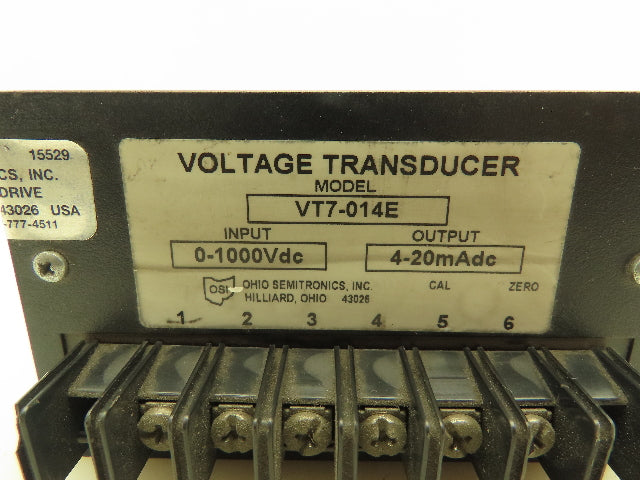 15529
CS, INC.
DRIVE
43026 USA
-777-4511
VOLTAGE TRANSDUCER
MODEL
VT7-014E
INPUT OUTPUT
0-1000Vdc 4-20mAdc
OSI OHIO SEMITRONICS, INC. CAL ZERO
HILLIARD, OHIO 43026
1 2 3 4 5 6